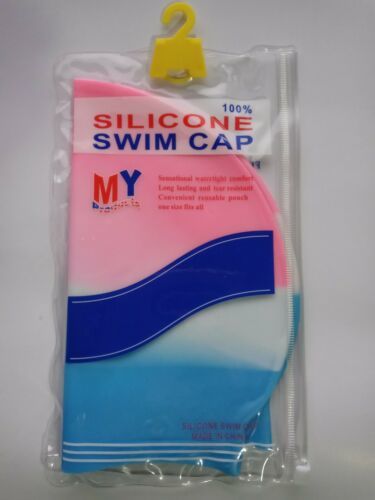 100%
SILICONE
SWIM CAP
MY
Sensational watertight comfort
Long lasting and tear resistant
Convenient reusable pouch
one size fits all
SILICONE SWIM CAP
MADE IN CHINA